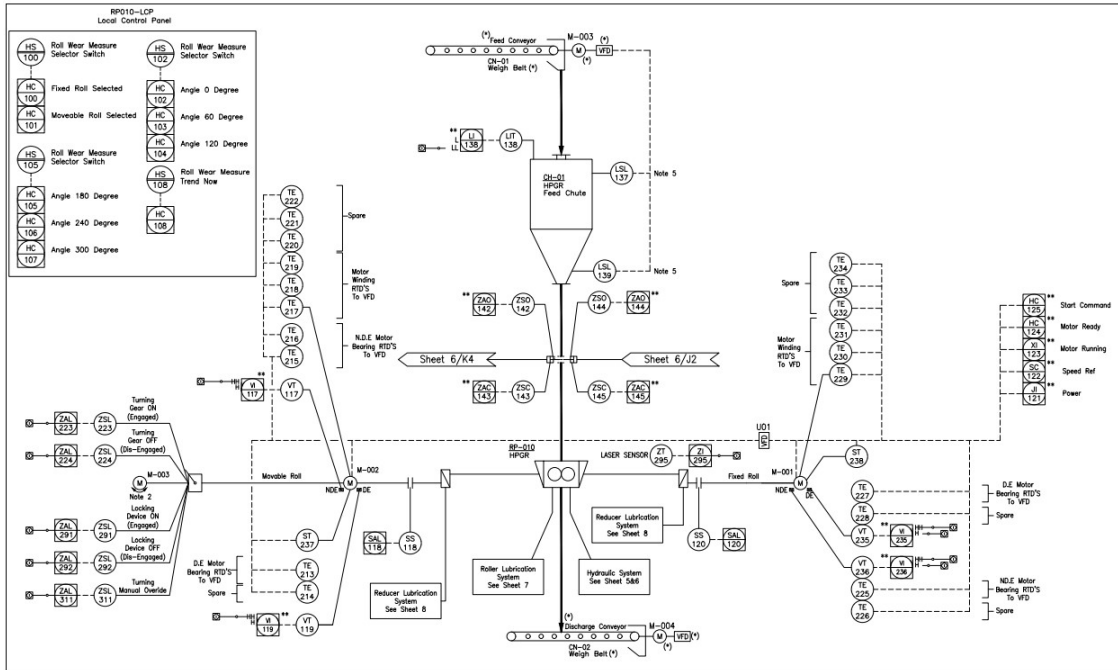 RP010-LCP
Local Control Panel
HS 100
Roll Wear Measure
Selector Switch
HC 100
Fixed Roll Selected
HC 101
Moveable Roll Selected
HS 105
Roll Wear Measure
Selector Switch
HC 105
Angle 180 Degree
HC 106
Angle 240 Degree
HC 107
Angle 300 Degree
HS 102
Roll Wear Measure
Selector Switch
HC 102
Angle 0 Degree
HC 103
Angle 60 Degree
HC 104
Angle 120 Degree
HS 108
Roll Wear Measure
Trend Now
HC 108
(*) Feed Conveyor
M-003 (*)
M
VFD (*)
CN-01
Weigh Belt (*)
**
L
LL
LI 138
LIT 138
CH-01
HPGR
Feed Chute
LSL 137
Note 5
LSL 139
Note 5
** ZAO 142
ZSO 142
ZSO 144
ZAO 144 **
Sheet 6/K4
Sheet 6/J2
** ZAC 143
ZSC 143
ZSC 145
ZAC 145 **
TE 222
TE 221
TE 220
Spare
TE 219
TE 218
TE 217
Motor
Winding
RTD'S
To VFD
TE 216
TE 215
N.D.E Motor
Bearing RTD'S
To VFD
HH
H
VI 117 **
VT 117
ZAL 223
ZSL 223
Turning
Gear ON
(Engaged)
ZAL 224
ZSL 224
Turning
Gear OFF
(Dis-Engaged)
M
M-003
Note 2
ZAL 291
ZSL 291
Locking
Device ON
(Engaged)
ZAL 292
ZSL 292
Locking
Device OFF
(Dis-Engaged)
ZAL 311
ZSL 311
Turning
Manual Overide
Movable Roll
M-002
M
NDE
DE
ST 237
D.E Motor
Bearing RTD'S
To VFD
TE 213
Spare
TE 214
HH
H
VI 119 **
VT 119
SAL 118
SS 118
Reducer Lubrication
System
See Sheet 8
RP-010
HPGR
LASER SENSOR
ZT 295
ZI 295
Roller Lubrication
System
See Sheet 7
Hydraulic System
See Sheet 5&6
Reducer Lubrication
System
See Sheet 8
SS 120
SAL 120
Fixed Roll
U01
VFD
M-001
M
NDE
DE
ST 238
TE 234
TE 233
TE 232
Spare
TE 231
TE 230
TE 229
Motor
Winding
RTD'S
To VFD
HC 125 **
Start Command
HC 124 **
Motor Ready
XI 123 **
Motor Running
SC 122 **
Speed Ref
JI 121 **
Power
TE 227
D.E Motor
Bearing RTD'S
To VFD
TE 228
Spare
VT 235
** VI 235
HH
H
VT 236
** VI 236
HH
H
TE 225
N.D.E Motor
Bearing RTD'S
To VFD
TE 226
Spare
(*)
Discharge Conveyor
M-004
M
VFD (*)
CN-02
Weigh Belt (*)